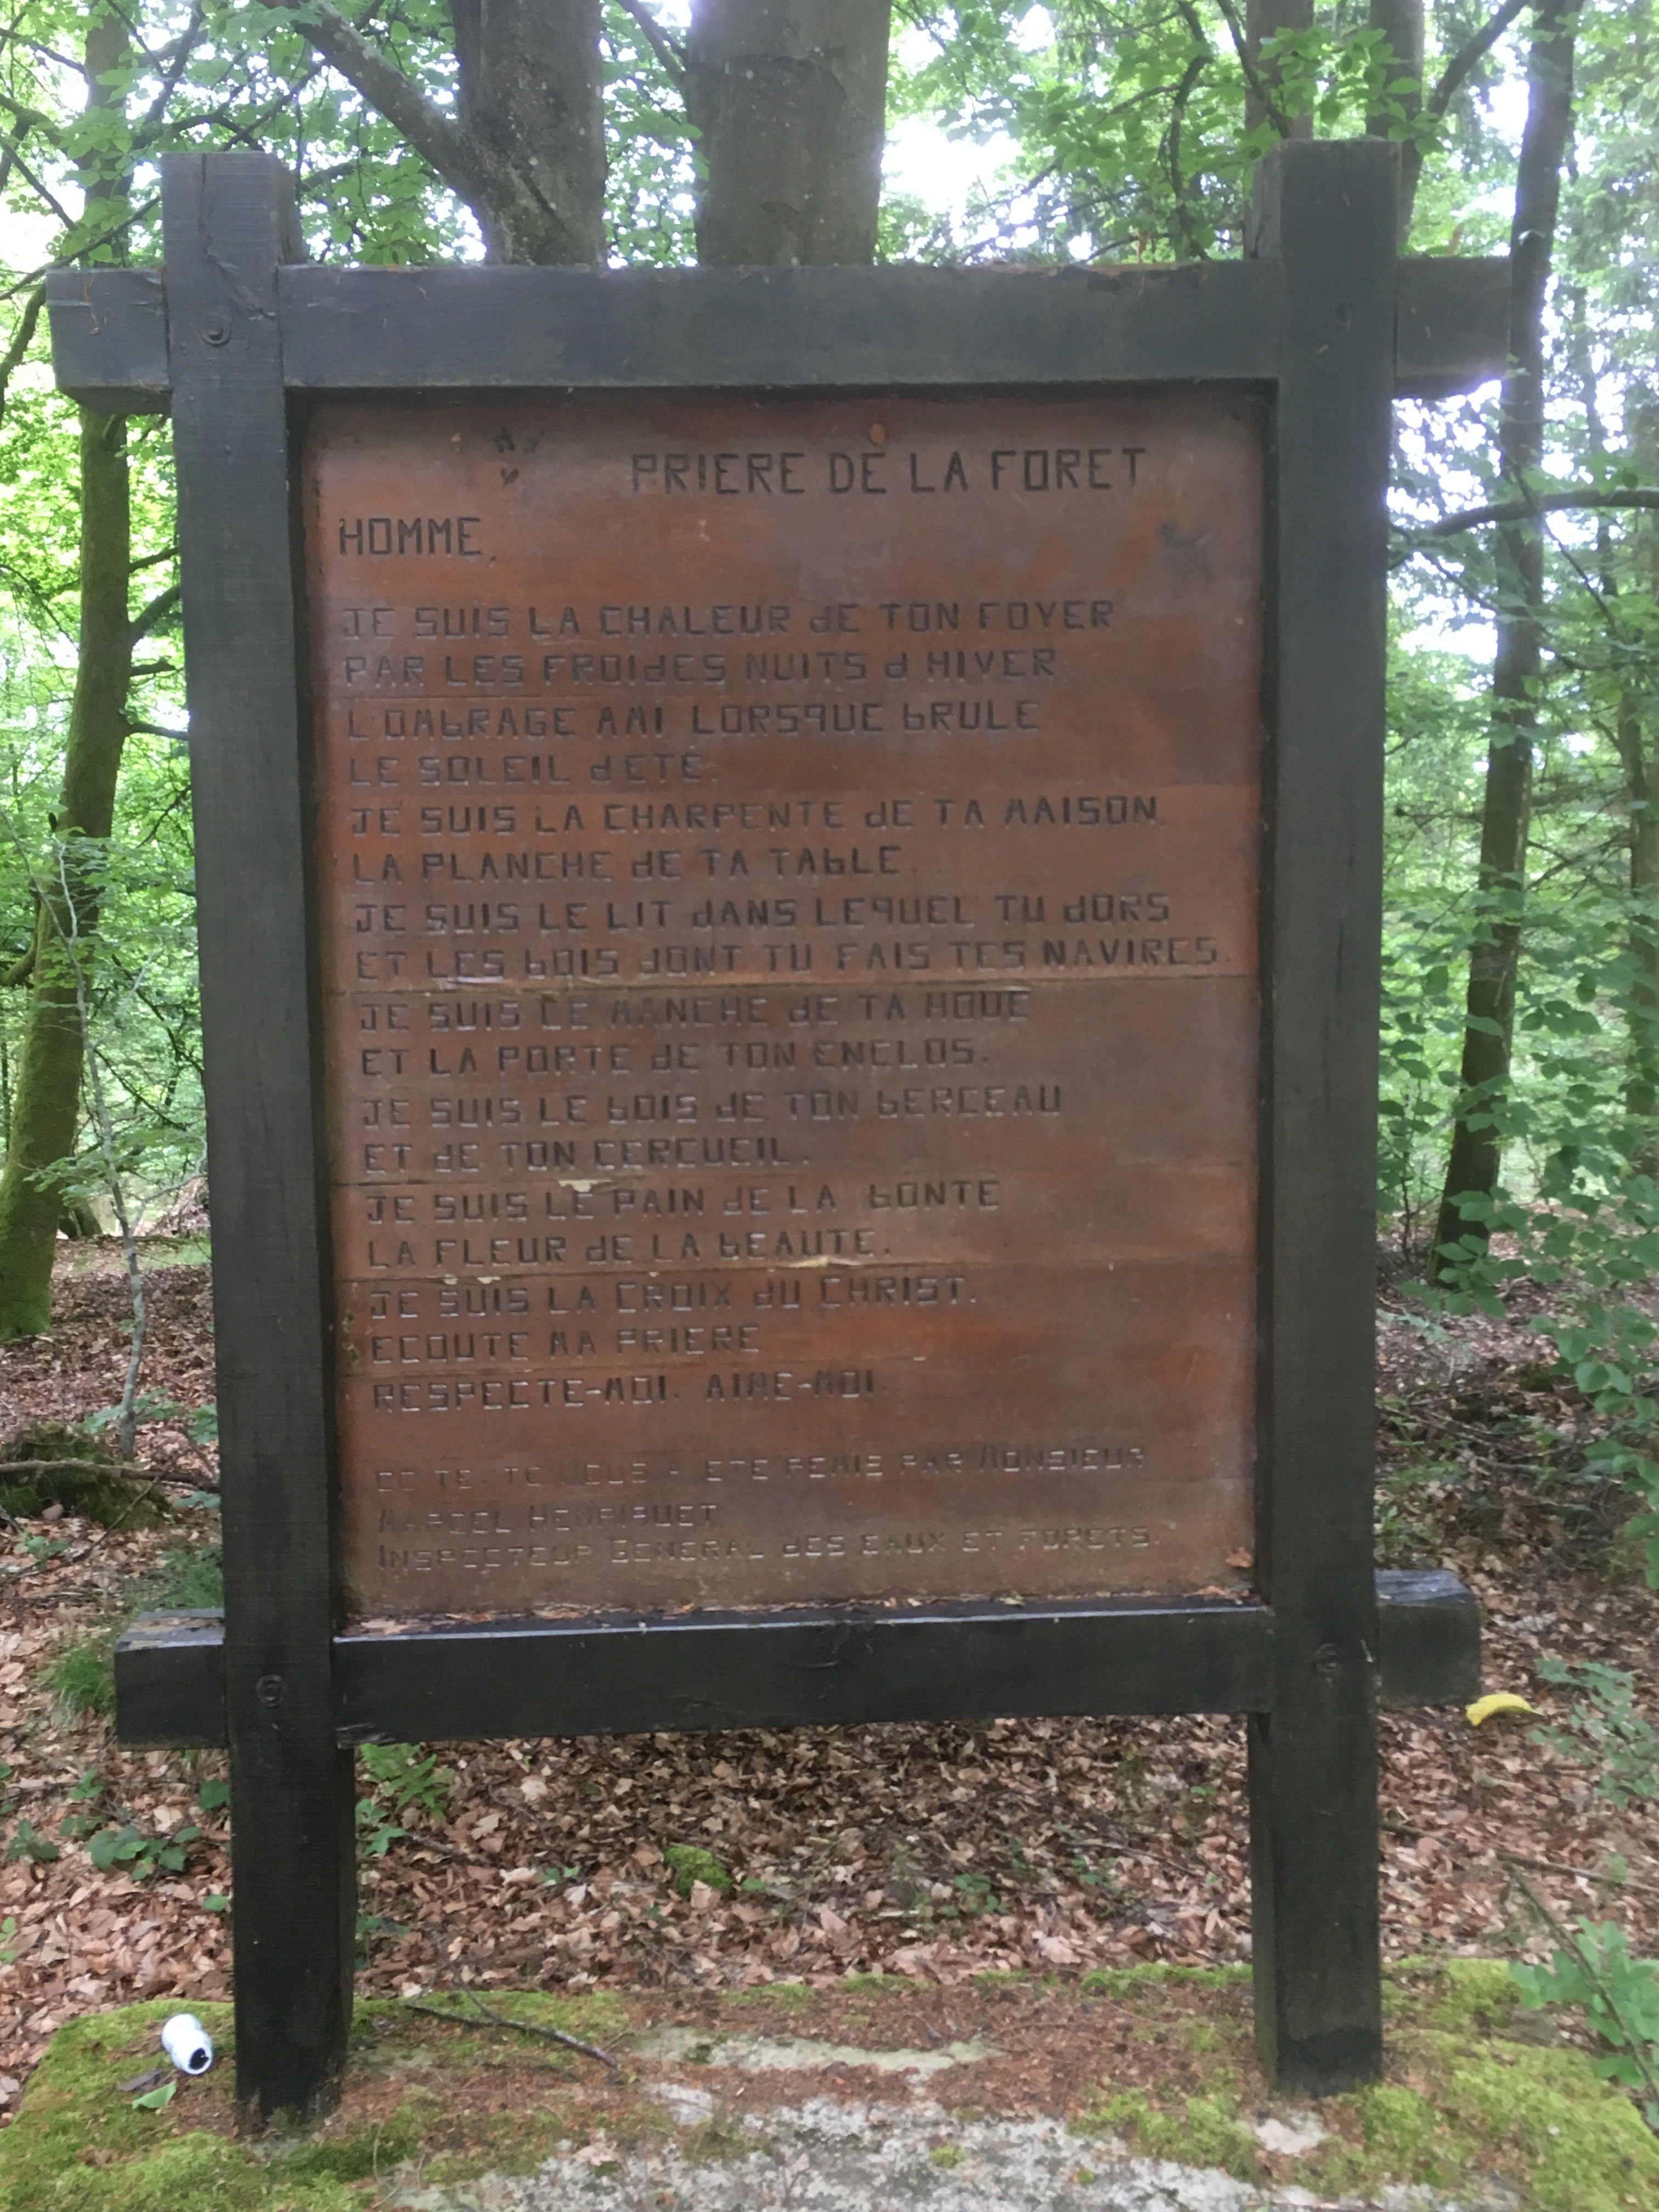 PRIERE DE LA FORET
HOMME,
JE SUIS LA CHALEUR dE TON FOYER
PAR LES FROIdES NUITS d HIVER
L'OMbRAGE AMI LORSqUE bRULE
LE SOLEIL d'ETE.
JE SUIS LA CHARPENTE dE TA MAISON,
LA PLANCHE dE TA TAbLE.
JE SUIS LE LIT dANS LEqUEL TU dORS
ET LES bOIS dONT TU FAIS TES NAVIRES.
JE SUIS LE MANCHE dE TA HOUE
ET LA PORTE dE TON ENCLOS.
JE SUIS LE bOIS dE TON bERCEAU
ET dE TON CERCUEIL.
JE SUIS LE PAIN dE LA bONTE
LA FLEUR dE LA bEAUTE.
JE SUIS LA CROIX dU CHRIST.
ECOUTE MA PRIERE
RESPECTE-MOI. AIME-MOI
CE TEXTE NOUS A ETE REMIS PAR MONSIEUR
MARCEL HENRIqUET
INSPECTEUR GENERAL dES EAUX ET FORETS.